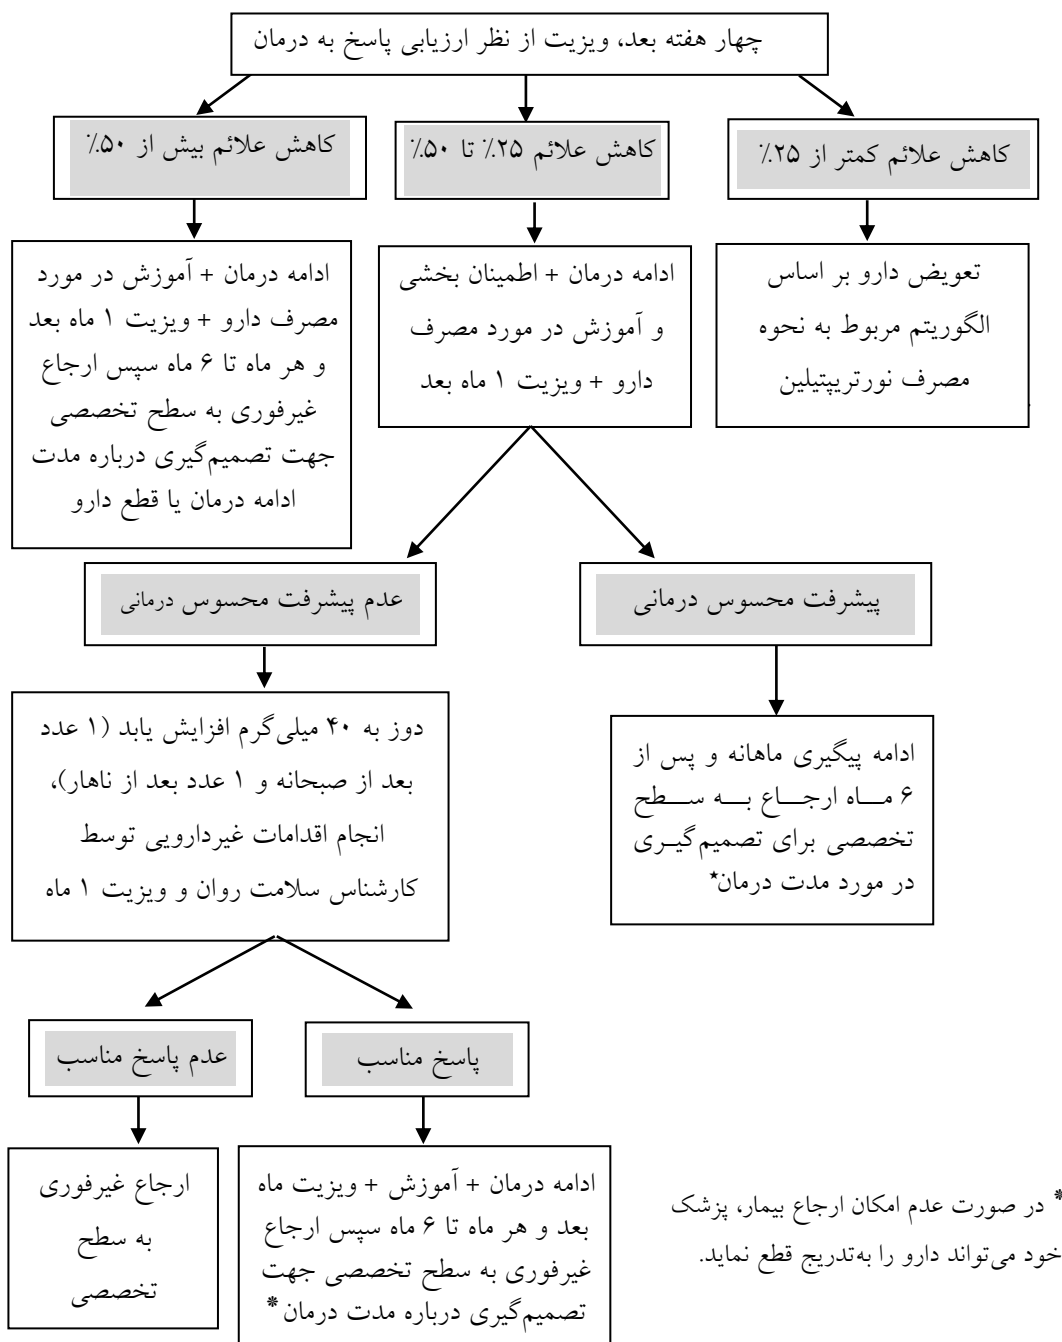 چهار هفته بعد، ویزیت از نظر ارزیابی پاسخ به درمان
کاهش علائم کمتر از ۲۵٪
کاهش علائم ۲۵٪ تا ۵۰٪
کاهش علائم بیش از ۵۰٪
تعویض دارو بر اساس
الگوریتم مربوط به نحوه
مصرف نورتریپتیلین
ادامه درمان + اطمینان بخشی
و آموزش در مورد مصرف
دارو + ویزیت ۱ ماه بعد
ادامه درمان + آموزش در مورد
مصرف دارو + ویزیت ۱ ماه بعد
و هر ماه تا ۶ ماه سپس ارجاع
غیرفوری به سطح تخصصی
جهت تصمیم‌گیری درباره مدت
ادامه درمان یا قطع دارو
پیشرفت محسوس درمانی
عدم پیشرفت محسوس درمانی
ادامه پیگیری ماهانه و پس از
۶ مـاه ارجـاع بـه سـطح
تخصصی برای تصمیم‌گیـری
در مورد مدت درمان*
دوز به ۴۰ میلی‌گرم افزایش یابد (۱ عدد
بعد از صبحانه و ۱ عدد بعد از ناهار)،
انجام اقدامات غیردارویی توسط
کارشناس سلامت روان و ویزیت ۱ ماه
پاسخ مناسب
عدم پاسخ مناسب
ادامه درمان + آموزش + ویزیت ماه
بعد و هر ماه تا ۶ ماه سپس ارجاع
غیرفوری به سطح تخصصی جهت
تصمیم‌گیری درباره مدت درمان*
ارجاع غیرفوری
به سطح
تخصصی
* در صورت عدم امکان ارجاع بیمار، پزشک
خود می‌تواند دارو را به‌تدریج قطع نماید.